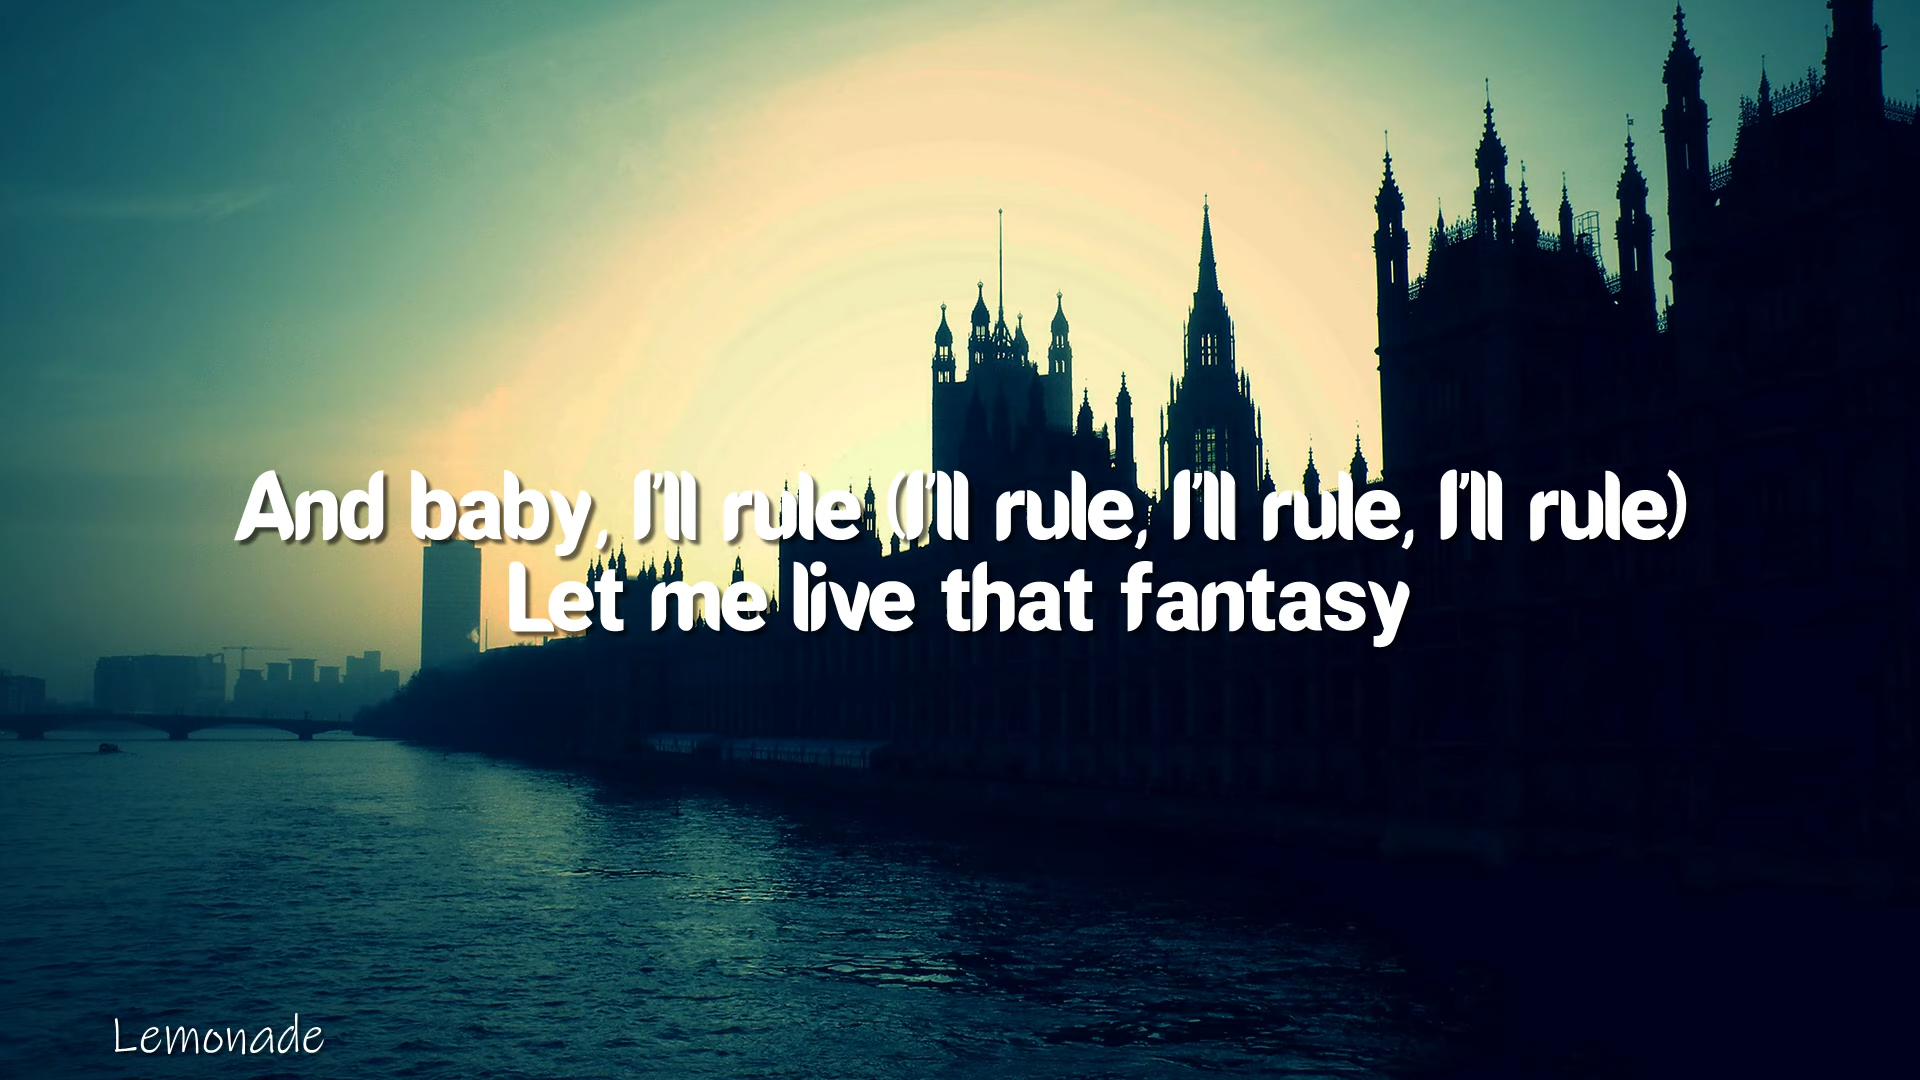 And baby, I'll rule (I'll rule, I'll rule, I'll rule)
Let me live that fantasy
Lemonade